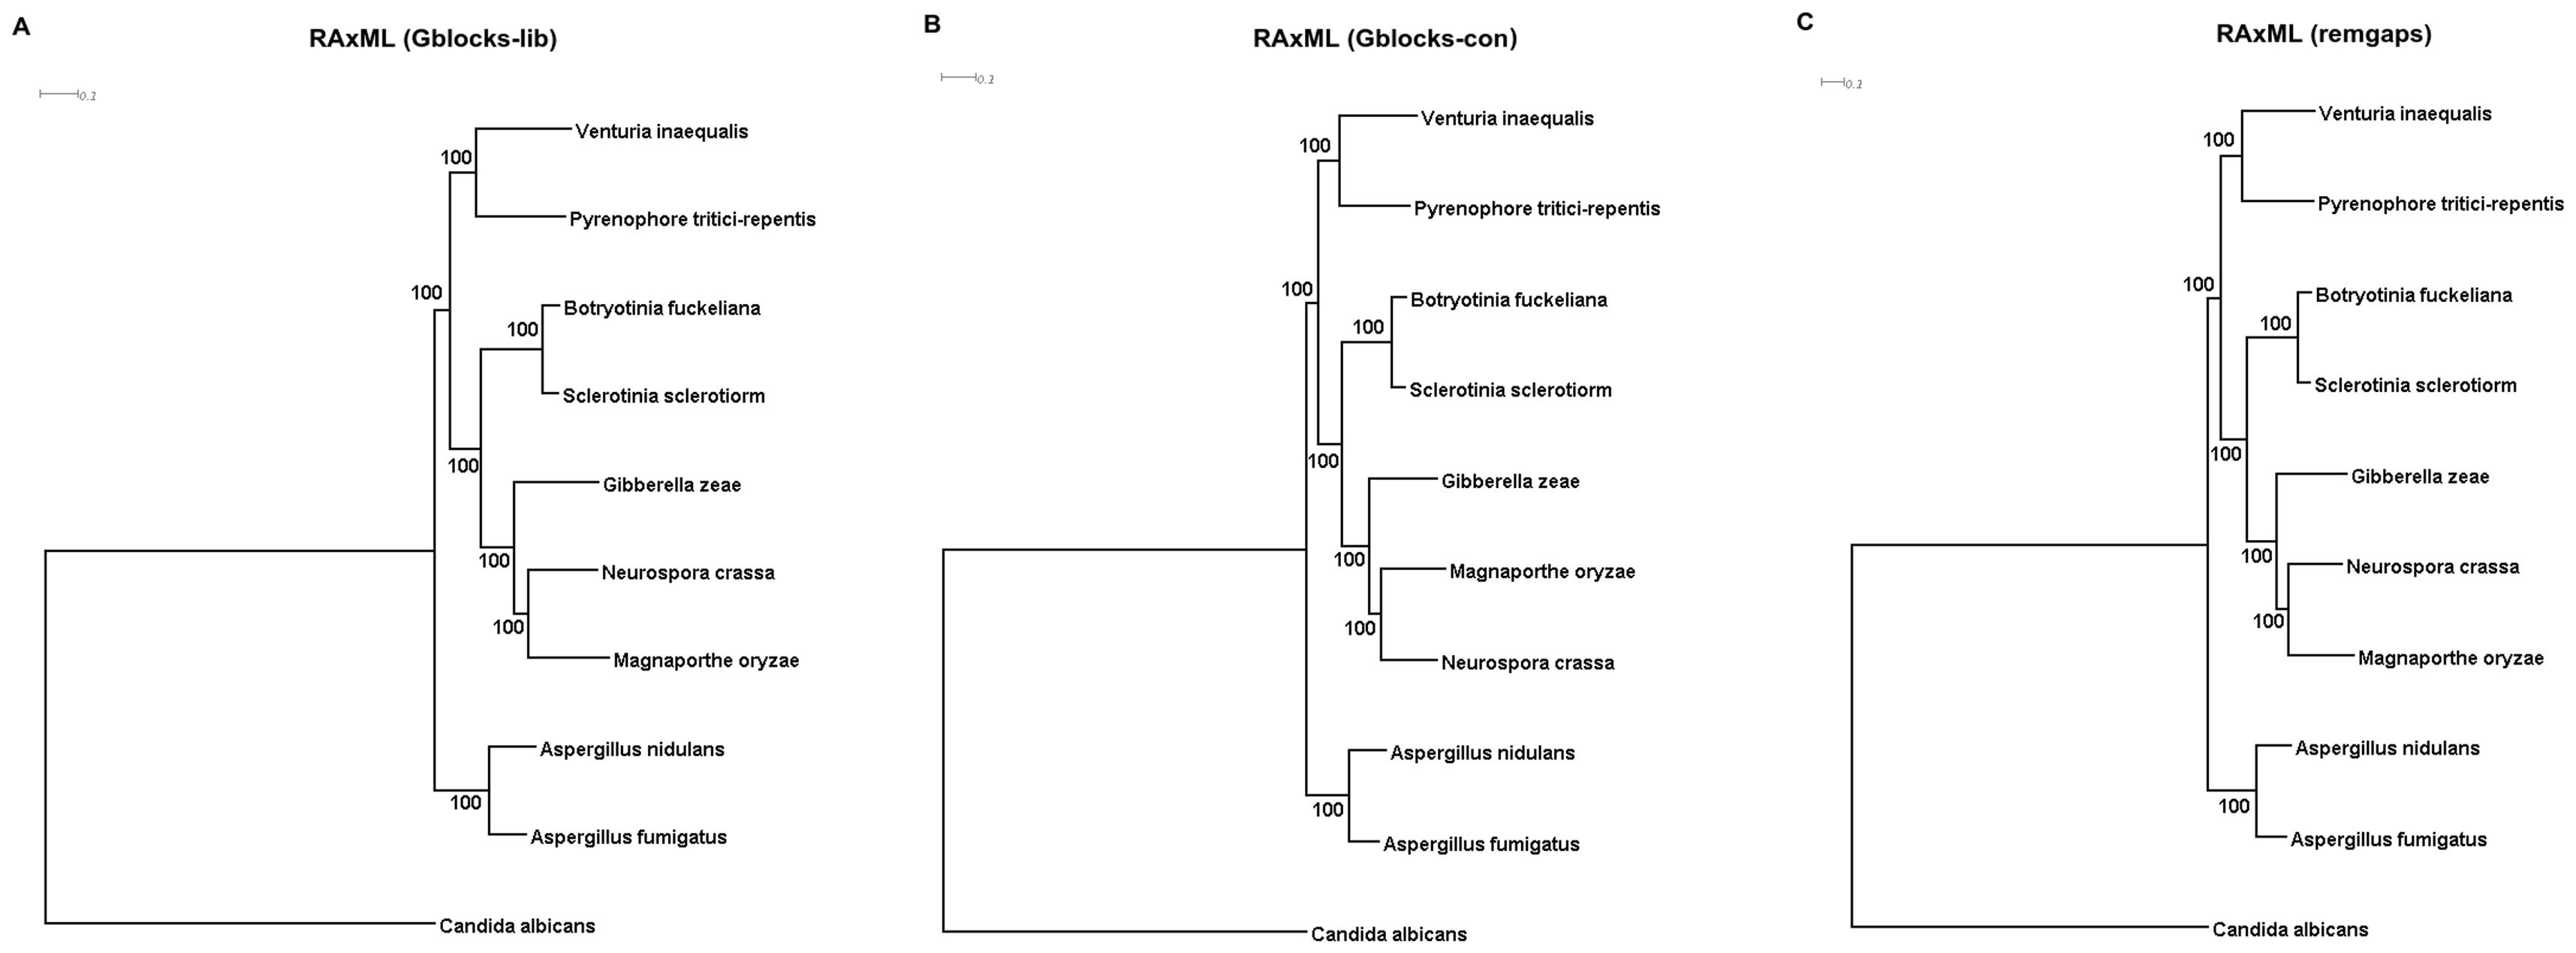 A
RAxML (Gblocks-lib)
0.1
Venturia inaequalis
100
Pyrenophore tritici-repentis
100
Botryotinia fuckeliana
100
Sclerotinia sclerotiorm
100
Gibberella zeae
100
Neurospora crassa
100
Magnaporthe oryzae
Aspergillus nidulans
100
Aspergillus fumigatus
Candida albicans
B
RAxML (Gblocks-con)
0.1
Venturia inaequalis
100
Pyrenophore tritici-repentis
100
Botryotinia fuckeliana
100
Sclerotinia sclerotiorm
100
Gibberella zeae
100
Magnaporthe oryzae
100
Neurospora crassa
Aspergillus nidulans
100
Aspergillus fumigatus
Candida albicans
C
RAxML (remgaps)
0.1
Venturia inaequalis
100
Pyrenophore tritici-repentis
100
Botryotinia fuckeliana
100
Sclerotinia sclerotiorm
100
Gibberella zeae
100
Neurospora crassa
100
Magnaporthe oryzae
Aspergillus nidulans
100
Aspergillus fumigatus
Candida albicans